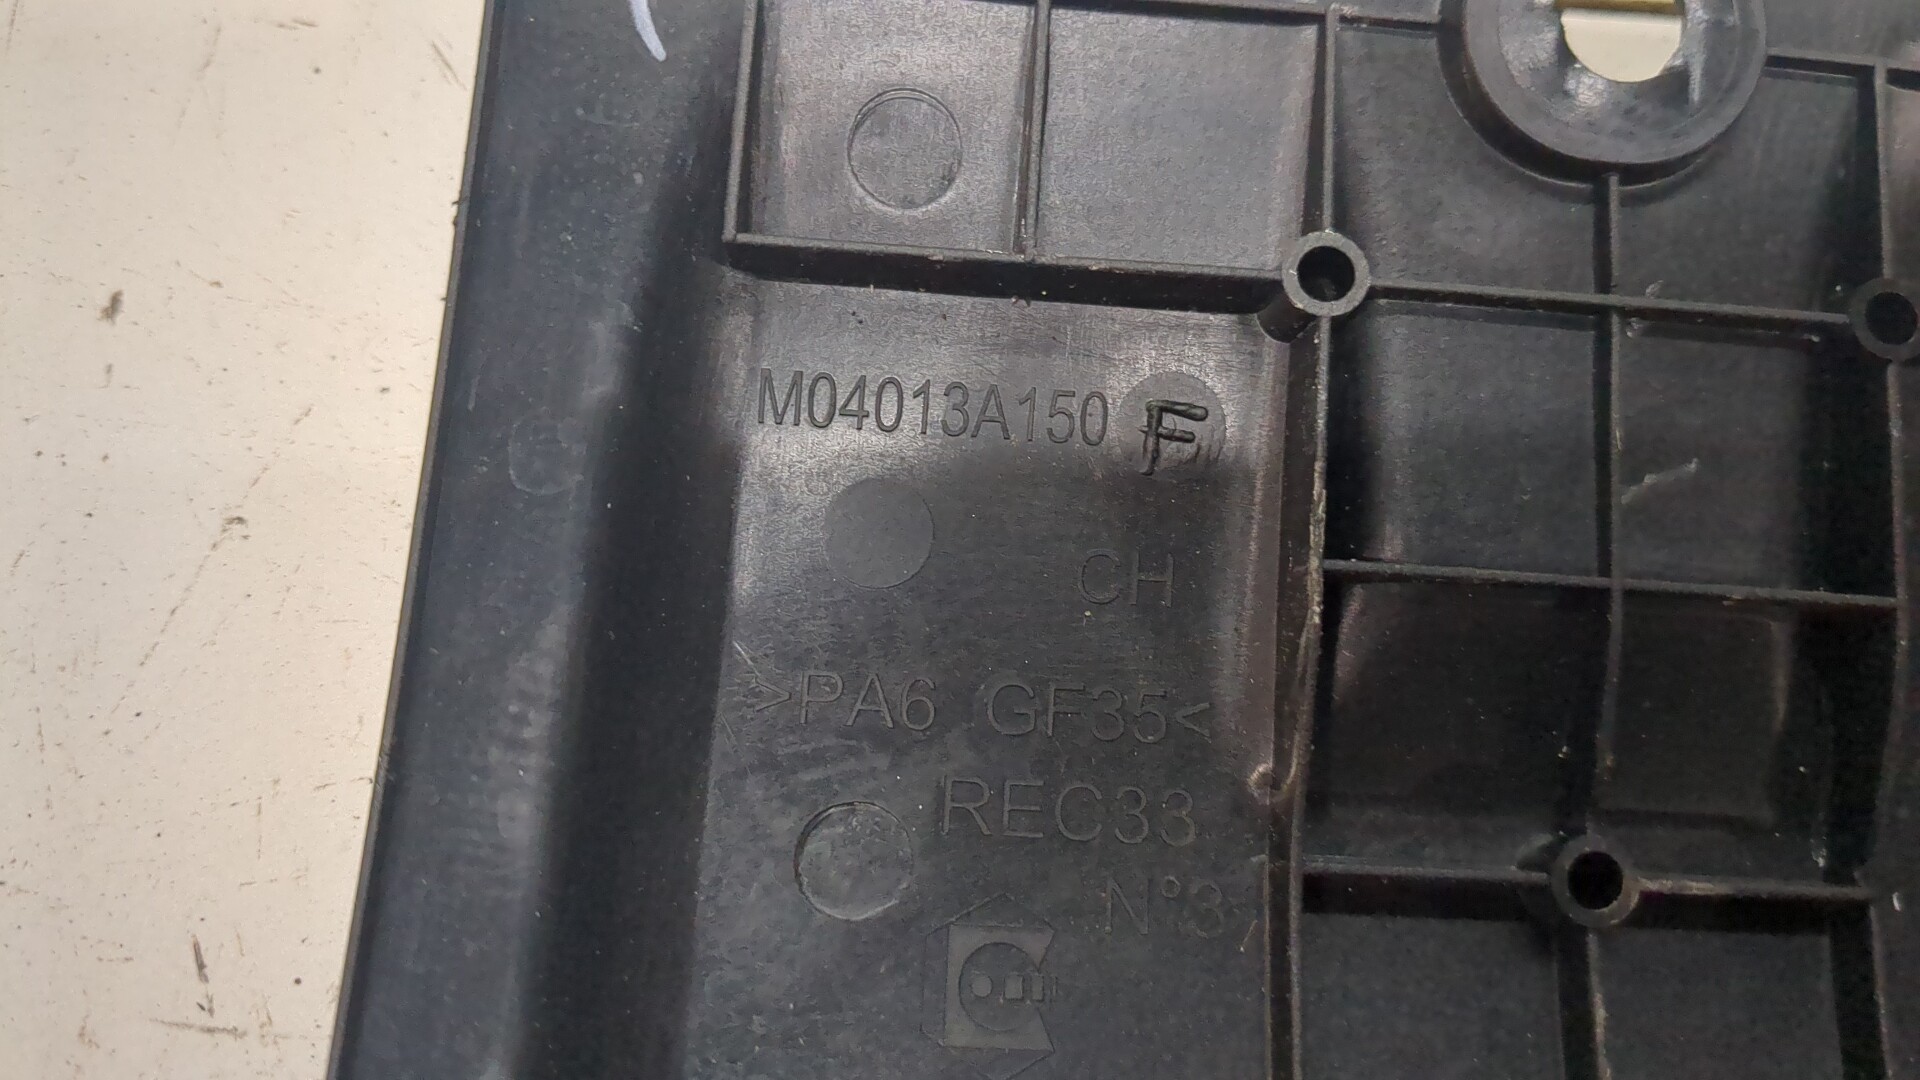 M04013A150 F
CH
>PA6 GF35<
REC33
N°3